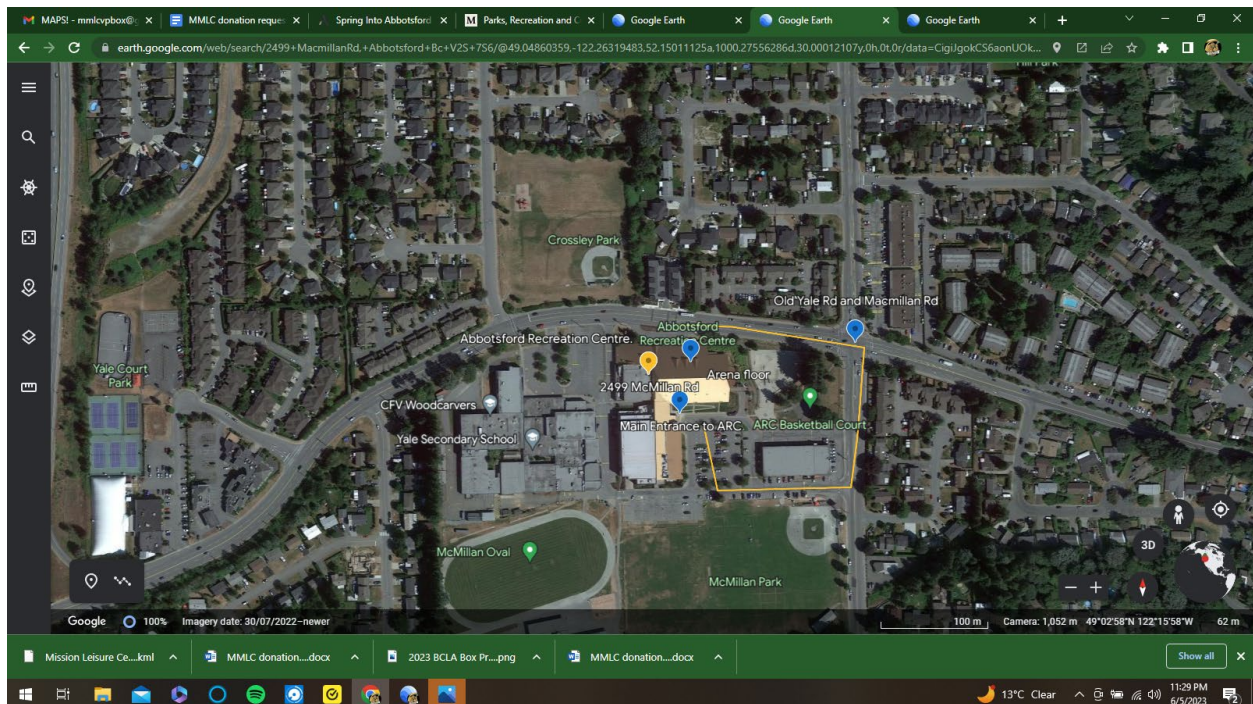 MAPS! - mmlcvpbox@g
MMLC donation reques
Spring Into Abbotsford
Parks, Recreation and C
Google Earth
Google Earth
Google Earth
earth.google.com/web/search/2499+MacmillanRd,+Abbotsford+Bc+V2S+7S6/@49.04860359,-122.26319483,52.15011125a,1000.27556286d,30.00012107y,0h,0t,0r/data=CigiJgokCS6aonUOk...
Crossley Park
Old Yale Rd and Macmillan Rd
Abbotsford Recreation Centre.
Abbotsford
Recreation Centre
Yale Court
Park
Arena floor
2499 McMillan Rd
CFV Woodcarvers
Main Entrance to ARC
ARC Basketball Court
Yale Secondary School
McMillan Oval
McMillan Park
3D
Google
100%
Imagery date: 30/07/2022-newer
100 m
Camera: 1,052 m
49°02'58"N 122°15'58"W
62 m
Mission Leisure Ce....kml
MMLC donation....docx
2023 BCLA Box Pr....png
MMLC donation....docx
Show all
13°C Clear
11:29 PM
6/5/2023
2